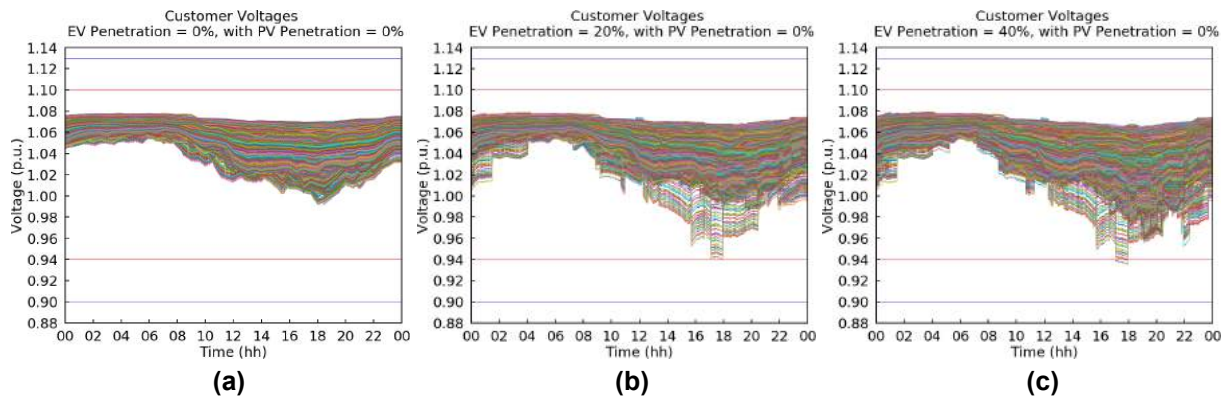 Customer Voltages
EV Penetration = 0%, with PV Penetration = 0%
1.14
1.12
1.10
1.08
1.06
1.04
1.02
1.00
0.98
0.96
0.94
0.92
0.90
0.88
Voltage (p.u.)
00 02 04 06 08 10 12 14 16 18 20 22 00
Time (hh)
(a)
Customer Voltages
EV Penetration = 20%, with PV Penetration = 0%
1.14
1.12
1.10
1.08
1.06
1.04
1.02
1.00
0.98
0.96
0.94
0.92
0.90
0.88
Voltage (p.u.)
00 02 04 06 08 10 12 14 16 18 20 22 00
Time (hh)
(b)
Customer Voltages
EV Penetration = 40%, with PV Penetration = 0%
1.14
1.12
1.10
1.08
1.06
1.04
1.02
1.00
0.98
0.96
0.94
0.92
0.90
0.88
Voltage (p.u.)
00 02 04 06 08 10 12 14 16 18 20 22 00
Time (hh)
(c)